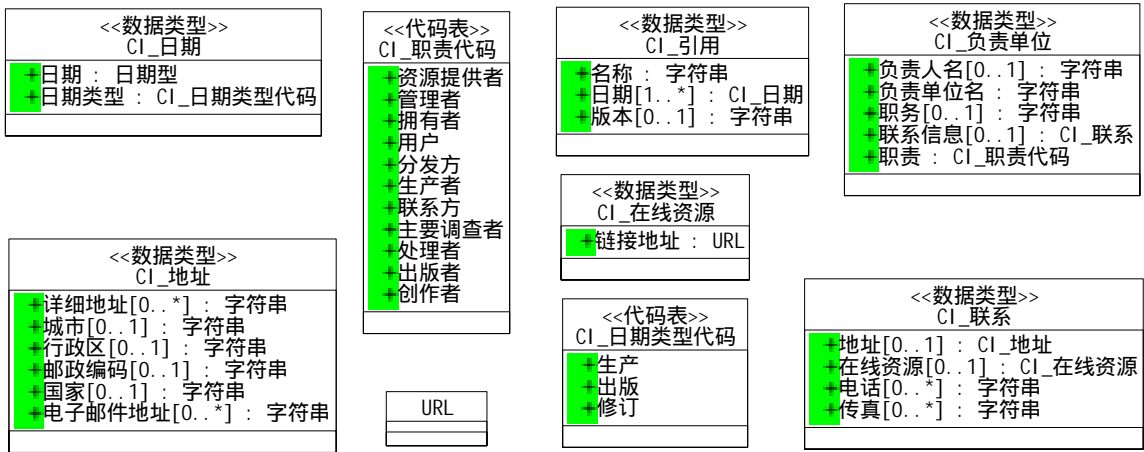 <<数据类型>>
CI_日期
+日期 : 日期型
+日期类型 : CI_日期类型代码
<<代码表>>
CI_职责代码
+资源提供者
+管理者
+拥有者
+用户
+分发方
+生产者
+联系方
+主要调查者
+处理者
+出版者
+创作者
<<数据类型>>
CI_引用
+名称 : 字符串
+日期[1..*] : CI_日期
+版本[0..1] : 字符串
<<数据类型>>
CI_负责单位
+负责人名[0..1] : 字符串
+负责单位名 : 字符串
+职务[0..1] : 字符串
+联系信息[0..1] : CI_联系
+职责 : CI_职责代码
<<数据类型>>
CI_在线资源
+链接地址 : URL
<<数据类型>>
CI_地址
+详细地址[0..*] : 字符串
+城市[0..1] : 字符串
+行政区[0..1] : 字符串
+邮政编码[0..1] : 字符串
+国家[0..1] : 字符串
+电子邮件地址[0..*] : 字符串
URL
<<代码表>>
CI_日期类型代码
+生产
+出版
+修订
<<数据类型>>
CI_联系
+地址[0..1] : CI_地址
+在线资源[0..1] : CI_在线资源
+电话[0..*] : 字符串
+传真[0..*] : 字符串